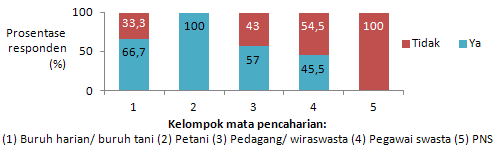 100
50
0
Prosentase
responden
(%)
33,3
66,7
100
43
57
54,5
45,5
100
Tidak
Ya
1
2
3
4
5
Kelompok mata pencaharian:
(1) Buruh harian/ buruh tani (2) Petani (3) Pedagang/ wiraswasta (4) Pegawai swasta (5) PNS